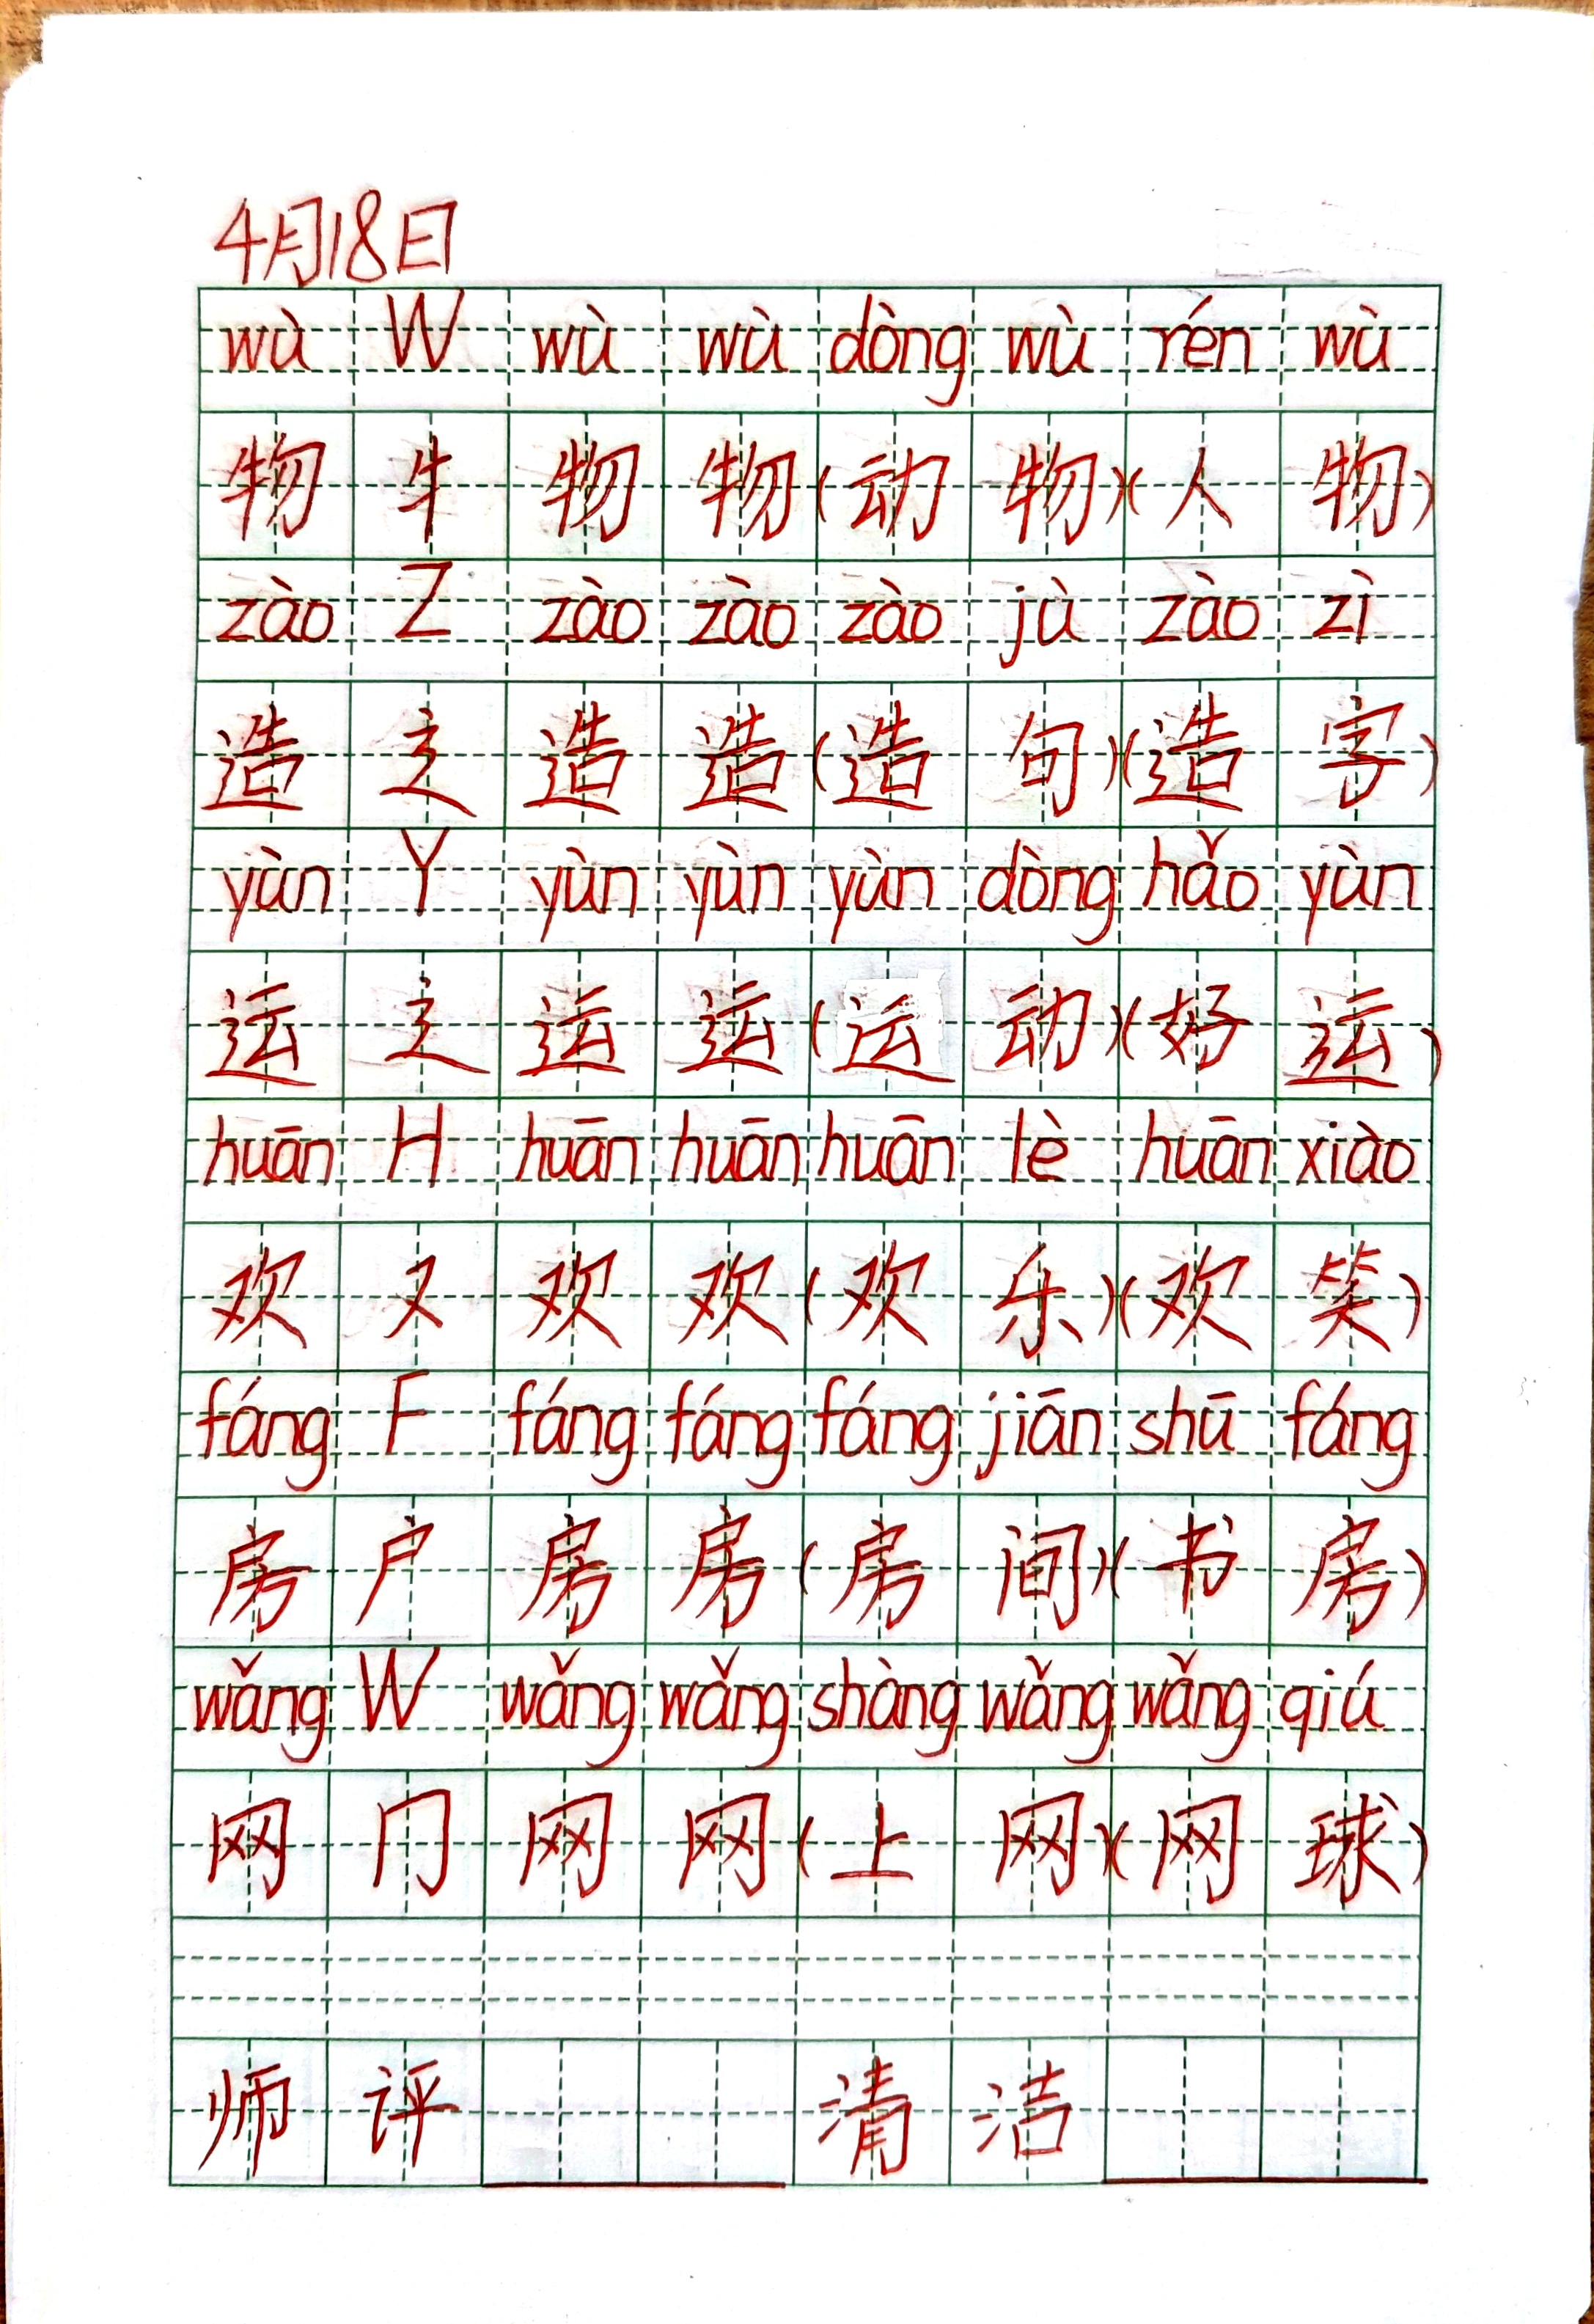 4月18日
wù W wù wù dòng wù rén wù
物 牜 物 物 (动 物)(人 物)
zào Z zào zào zào jù zào zì
造 辶 造 造 (造 句)(造 字)
yùn Y yùn yùn yùn dòng hǎo yùn
运 辶 运 运 (运 动)(好 运)
huān H huān huān huān lè huān xiào
欢 又 欢 欢 (欢 乐)(欢 笑)
fáng F fáng fáng fáng jiān shū fáng
房 户 房 房 (房 间)(书 房)
wǎng W wǎng wǎng shàng wǎng wǎng qiú
网 冂 网 网 (上 网)(网 球)
师 评 清 洁